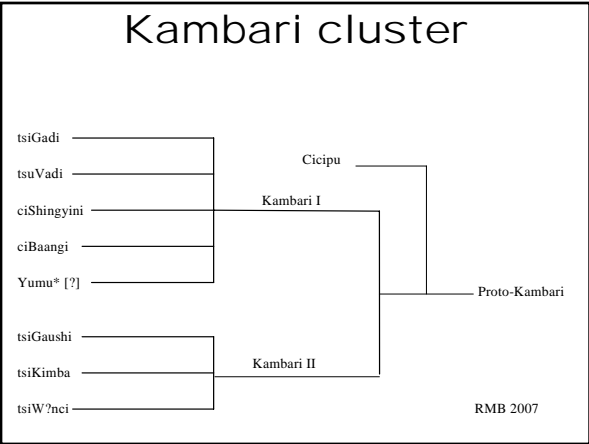 Kambari cluster
tsiGadi
Cicipu
tsuVadi
Kambari I
ciShingyini
ciBaangi
Yumu* [?]
Proto-Kambari
tsiGaushi
Kambari II
tsiKimba
tsiW?nci
RMB 2007